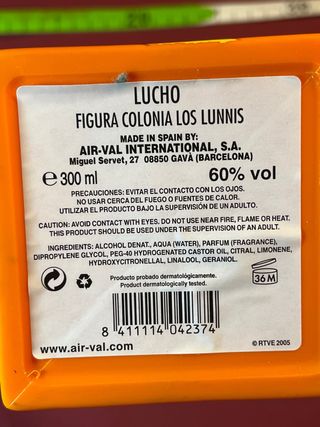 LUCHO
FIGURA COLONIA LOS LUNNIS
MADE IN SPAIN BY:
AIR-VAL INTERNATIONAL, S.A.
Miguel Servet, 27 08850 GAVÀ (BARCELONA)
℮ 300 ml 60% vol
PRECAUCIONES: EVITAR EL CONTACTO CON LOS OJOS.
NO USAR CERCA DEL FUEGO O FUENTES DE CALOR.
UTILIZAR EL PRODUCTO BAJO LA SUPERVISIÓN DE UN ADULTO.
CAUTION: AVOID CONTACT WITH EYES. DO NOT USE NEAR FIRE, FLAME OR HEAT.
THIS PRODUCT SHOULD BE USED UNDER THE SUPERVISION OF AN ADULT.
INGREDIENTS: ALCOHOL DENAT., AQUA (WATER), PARFUM (FRAGRANCE),
DIPROPYLENE GLYCOL, PEG-40 HYDROGENATED CASTOR OIL, CITRAL, LIMONENE,
HYDROXYCITRONELLAL, LINALOOL, GERANIOL.
Producto probado dermatológicamente.
Product dermatologically tested.
36 M
8 411114 042374
www.air-val.com
© RTVE 2005